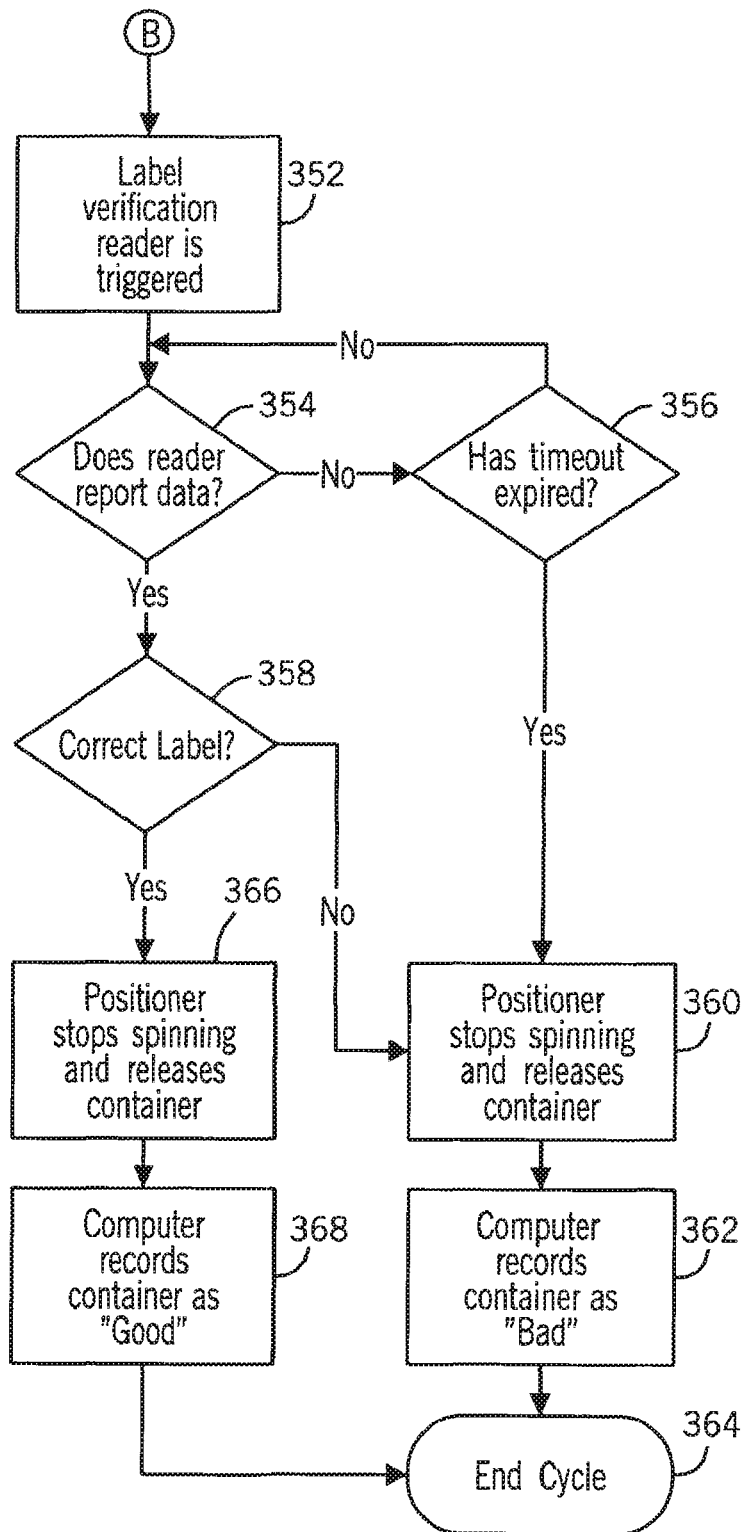 B
Label
verification
reader is
triggered
352
No
354
356
Does reader
report data?
No
Has timeout
expired?
Yes
358
Correct Label?
Yes
Yes
366
No
Positioner
stops spinning
and releases
container
Positioner
stops spinning
and releases
container
360
Computer
records
container as
"Good"
368
Computer
records
container as
"Bad"
362
End Cycle
364